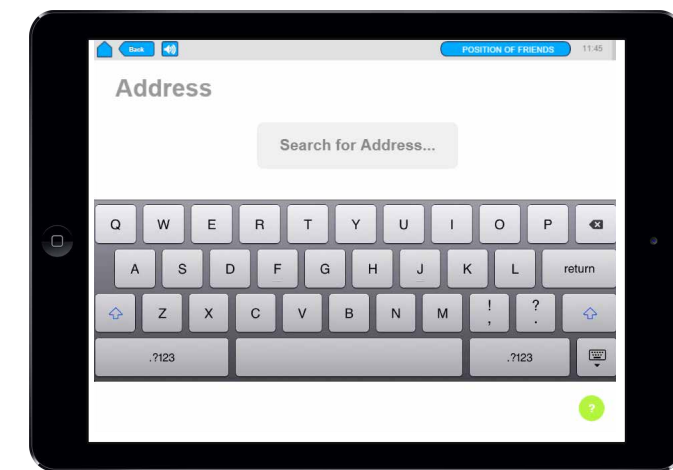 Back
POSITION OF FRIENDS
11:45
Address
Search for Address...
Q W E R T Y U I O P
A S D F G H J K L return
Z X C V B N M ! , ? .
.?123 .?123
?